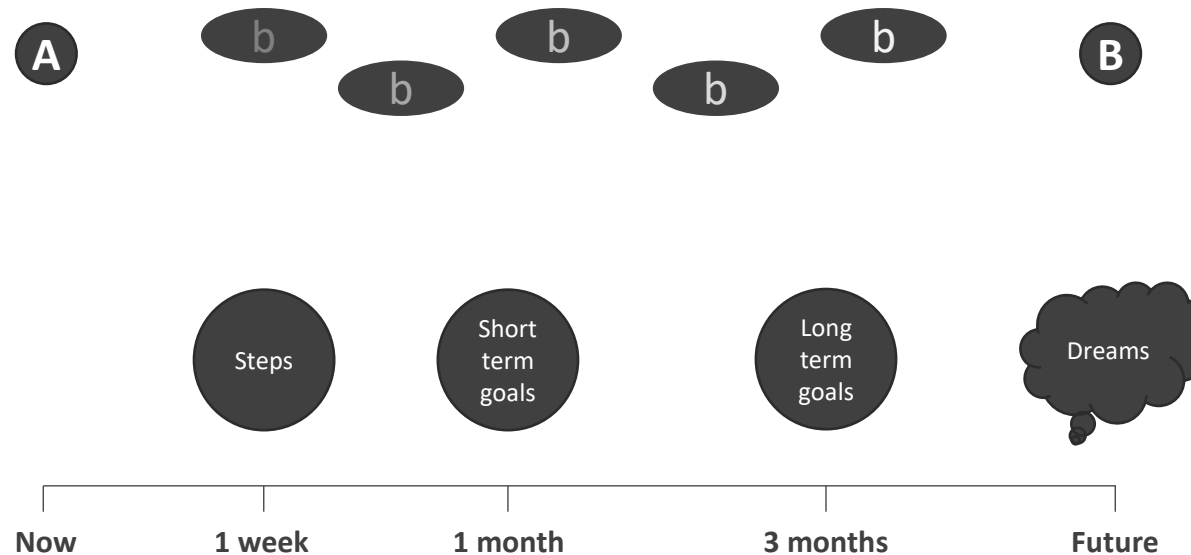 A
b
b
b
b
b
B
Steps
Short
term
goals
Long
term
goals
Dreams
Now
1 week
1 month
3 months
Future